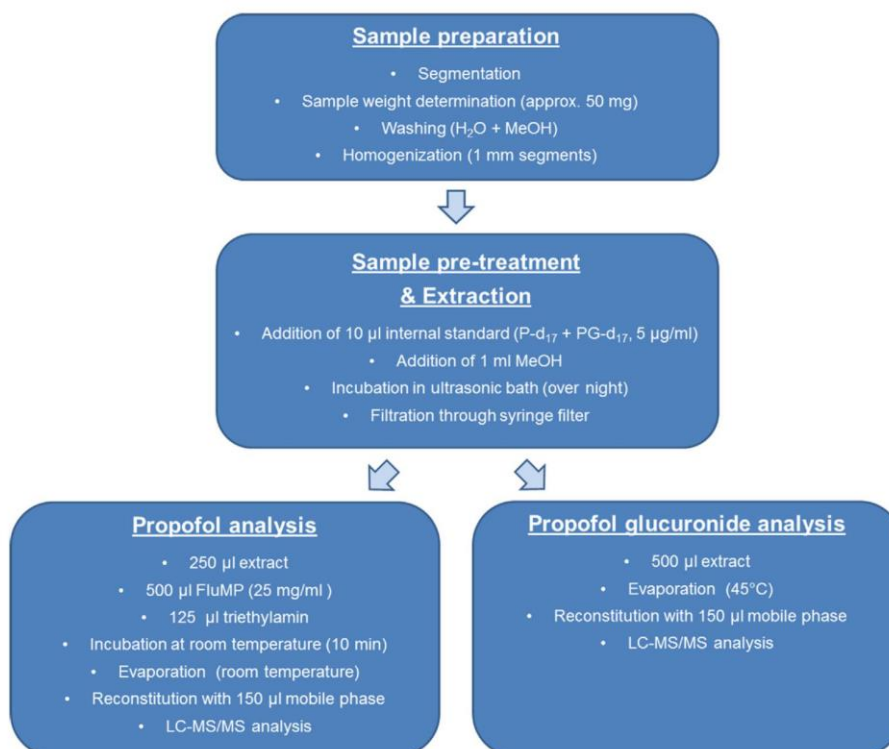 Sample preparation
• Segmentation
• Sample weight determination (approx. 50 mg)
• Washing (H₂O + MeOH)
• Homogenization (1 mm segments)
Sample pre-treatment
& Extraction
• Addition of 10 µl internal standard (P-d₁₇ + PG-d₁₇, 5 µg/ml)
• Addition of 1 ml MeOH
• Incubation in ultrasonic bath (over night)
• Filtration through syringe filter
Propofol analysis
• 250 µl extract
• 500 µl FluMP (25 mg/ml )
• 125 µl triethylamin
• Incubation at room temperature (10 min)
• Evaporation (room temperature)
• Reconstitution with 150 µl mobile phase
• LC-MS/MS analysis
Propofol glucuronide analysis
• 500 µl extract
• Evaporation (45°C)
• Reconstitution with 150 µl mobile phase
• LC-MS/MS analysis